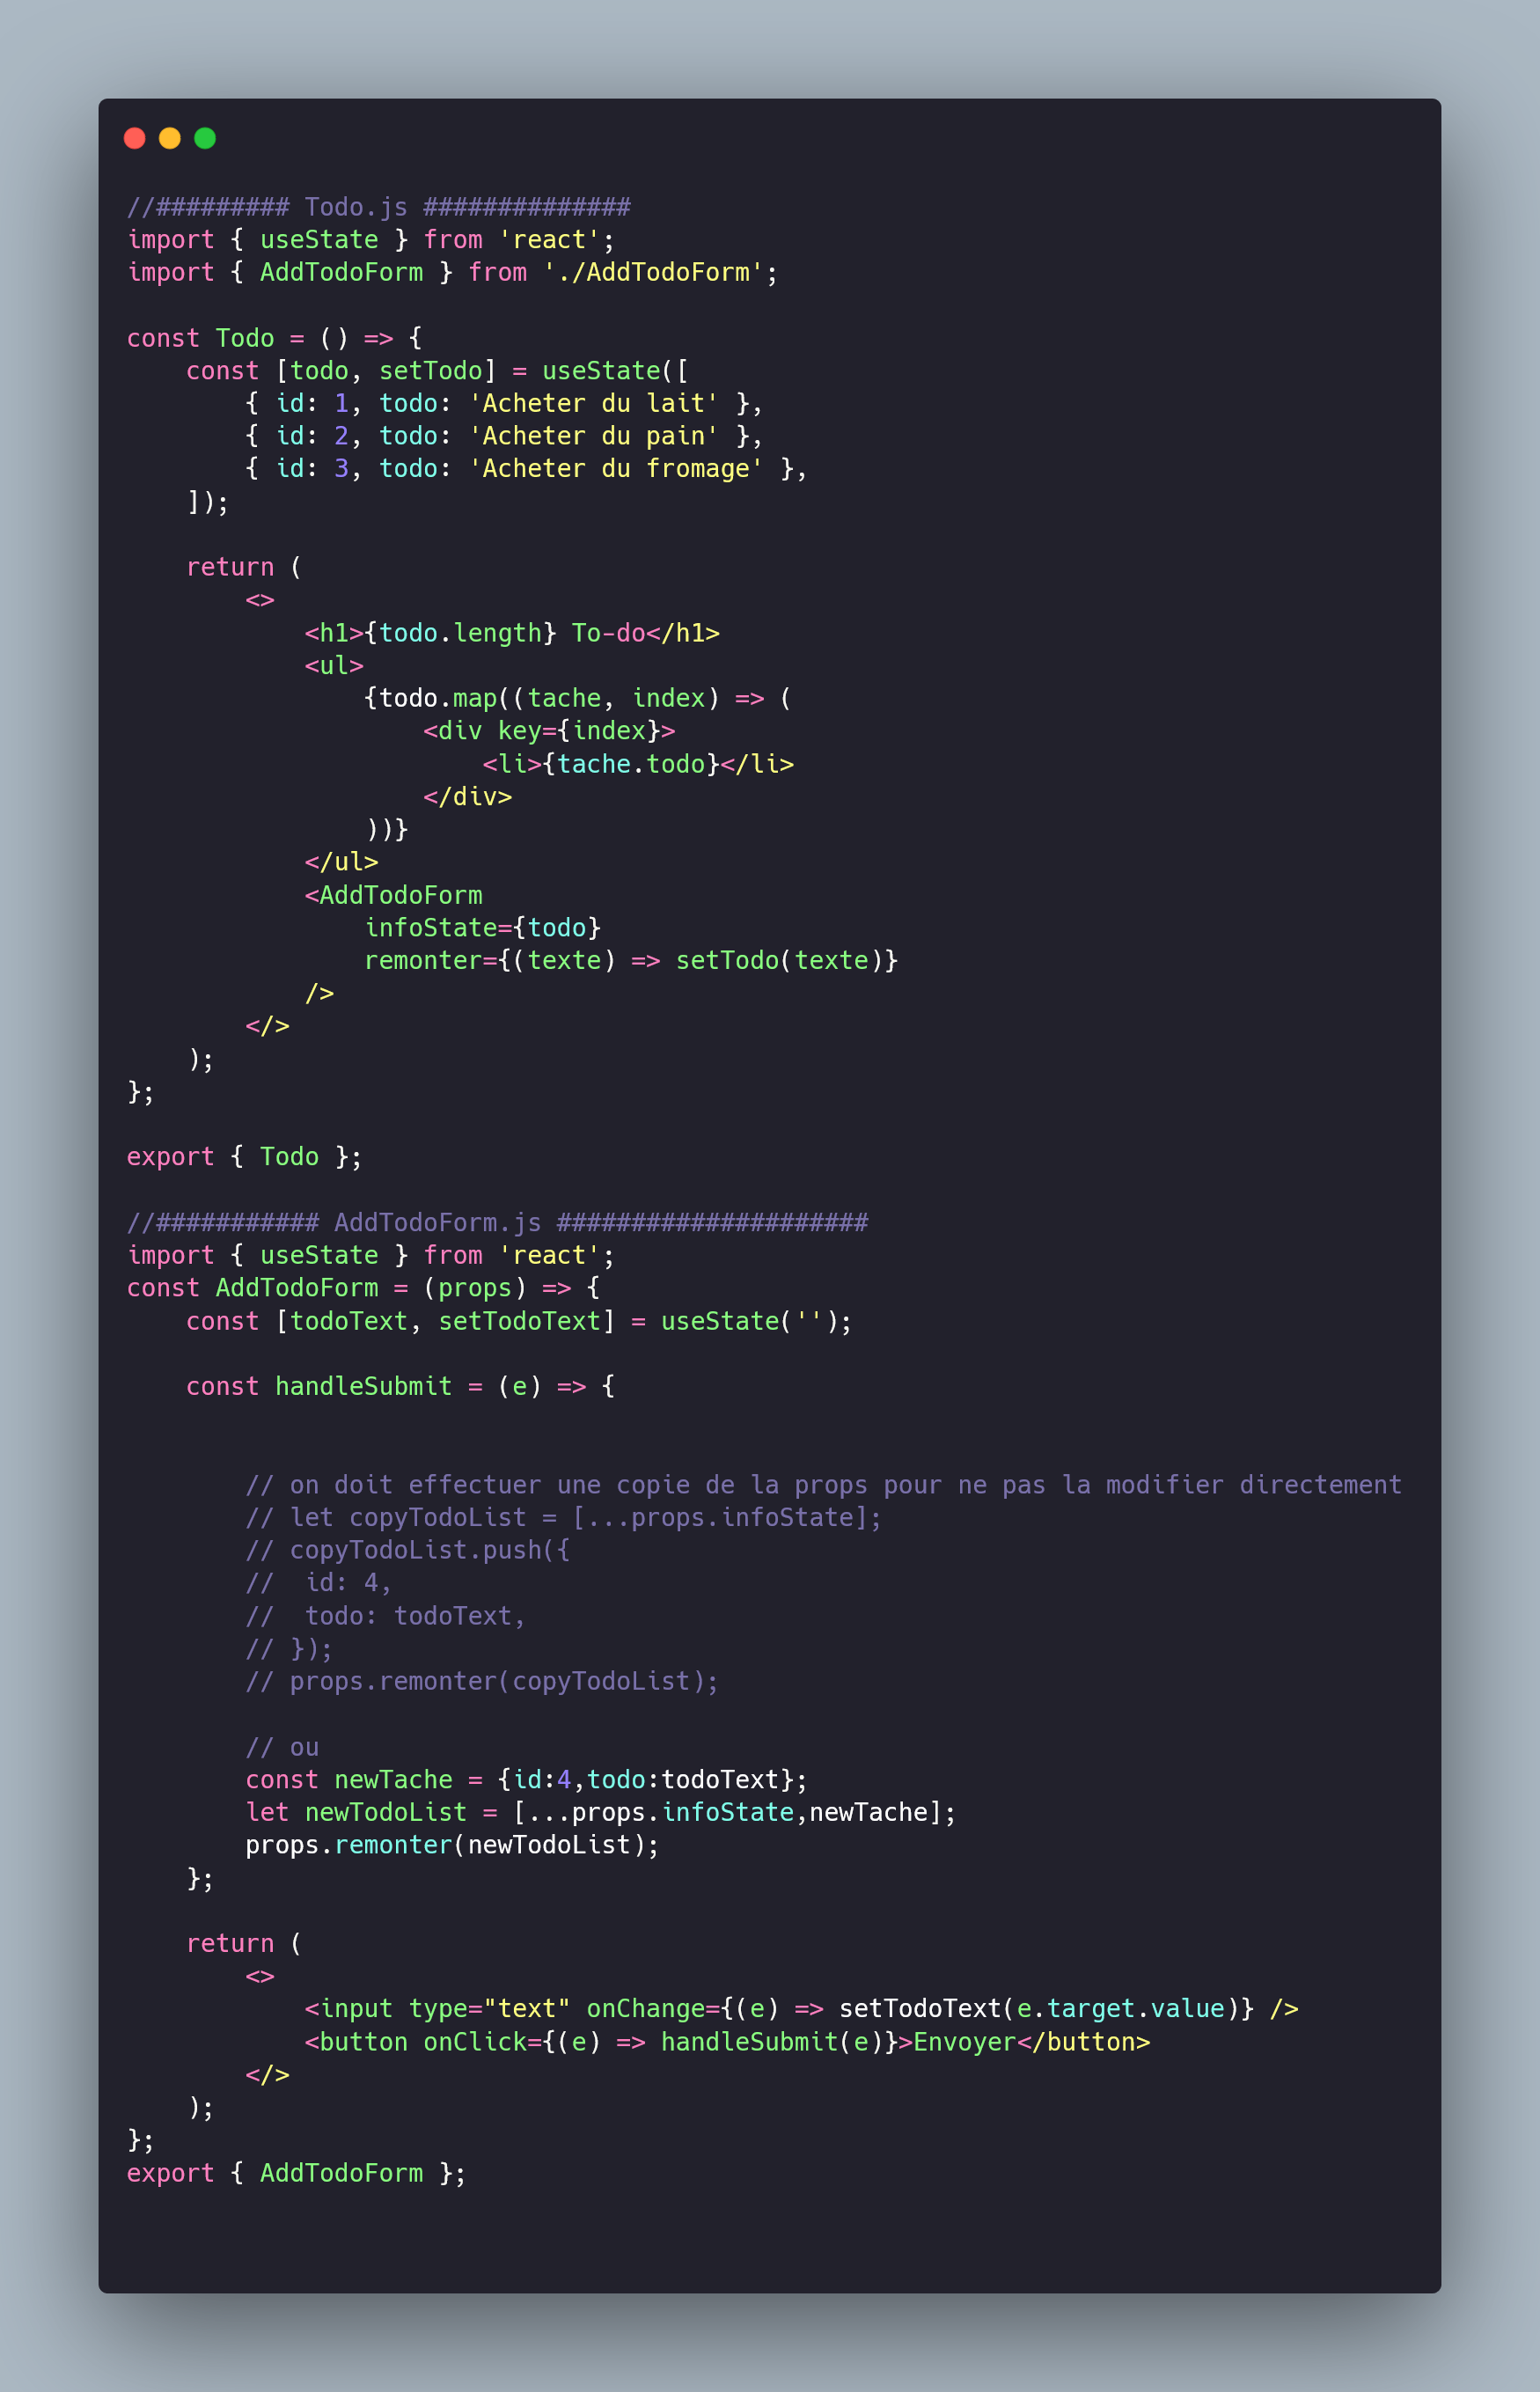 //######### Todo.js ##############
import { useState } from 'react';
import { AddTodoForm } from './AddTodoForm';

const Todo = () => {
    const [todo, setTodo] = useState([
        { id: 1, todo: 'Acheter du lait' },
        { id: 2, todo: 'Acheter du pain' },
        { id: 3, todo: 'Acheter du fromage' },
    ]);

    return (
        <>
            <h1>{todo.length} To-do</h1>
            <ul>
                {todo.map((tache, index) => (
                    <div key={index}>
                        <li>{tache.todo}</li>
                    </div>
                ))}
            </ul>
            <AddTodoForm
                infoState={todo}
                remonter={(texte) => setTodo(texte)}
            />
        </>
    );
};

export { Todo };

//########### AddTodoForm.js #####################
import { useState } from 'react';
const AddTodoForm = (props) => {
    const [todoText, setTodoText] = useState('');

    const handleSubmit = (e) => {


        // on doit effectuer une copie de la props pour ne pas la modifier directement
        // let copyTodoList = [...props.infoState];
        // copyTodoList.push({
        //  id: 4,
        //  todo: todoText,
        // });
        // props.remonter(copyTodoList);

        // ou
        const newTache = {id:4,todo:todoText};
        let newTodoList = [...props.infoState,newTache];
        props.remonter(newTodoList);
    };

    return (
        <>
            <input type="text" onChange={(e) => setTodoText(e.target.value)} />
            <button onClick={(e) => handleSubmit(e)}>Envoyer</button>
        </>
    );
};
export { AddTodoForm };